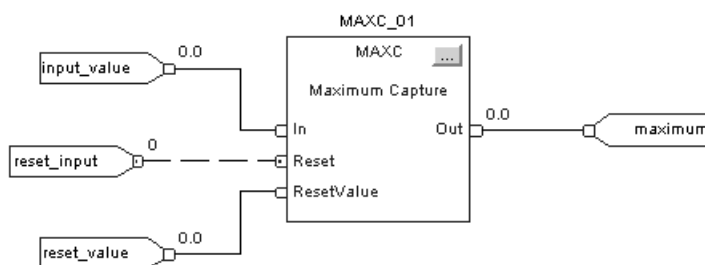 MAXC_01
MAXC
...
Maximum Capture
input_value
0.0
In
Out
0.0
maximum
reset_input
0
Reset
ResetValue
reset_value
0.0